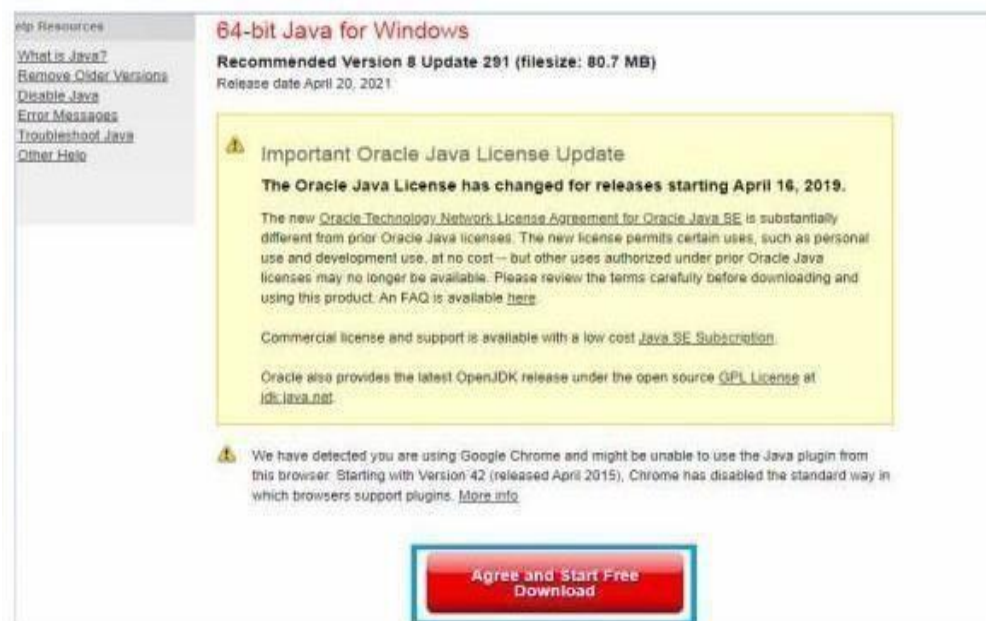 elp Resources
What is Java?
Remove Older Versions
Disable Java
Error Messages
Troubleshoot Java
Other Help
64-bit Java for Windows
Recommended Version 8 Update 291 (filesize: 80.7 MB)
Release date April 20, 2021
Important Oracle Java License Update
The Oracle Java License has changed for releases starting April 16, 2019.
The new Oracle Technology Network License Agreement for Oracle Java SE is substantially
different from prior Oracle Java licenses. The new license permits certain uses, such as personal
use and development use, at no cost -- but other uses authorized under prior Oracle Java
licenses may no longer be available. Please review the terms carefully before downloading and
using this product. An FAQ is available here.
Commercial license and support is available with a low cost Java SE Subscription.
Oracle also provides the latest OpenJDK release under the open source GPL License at
jdk.java.net.
We have detected you are using Google Chrome and might be unable to use the Java plugin from
this browser. Starting with Version 42 (released April 2015), Chrome has disabled the standard way in
which browsers support plugins. More info
Agree and Start Free
Download